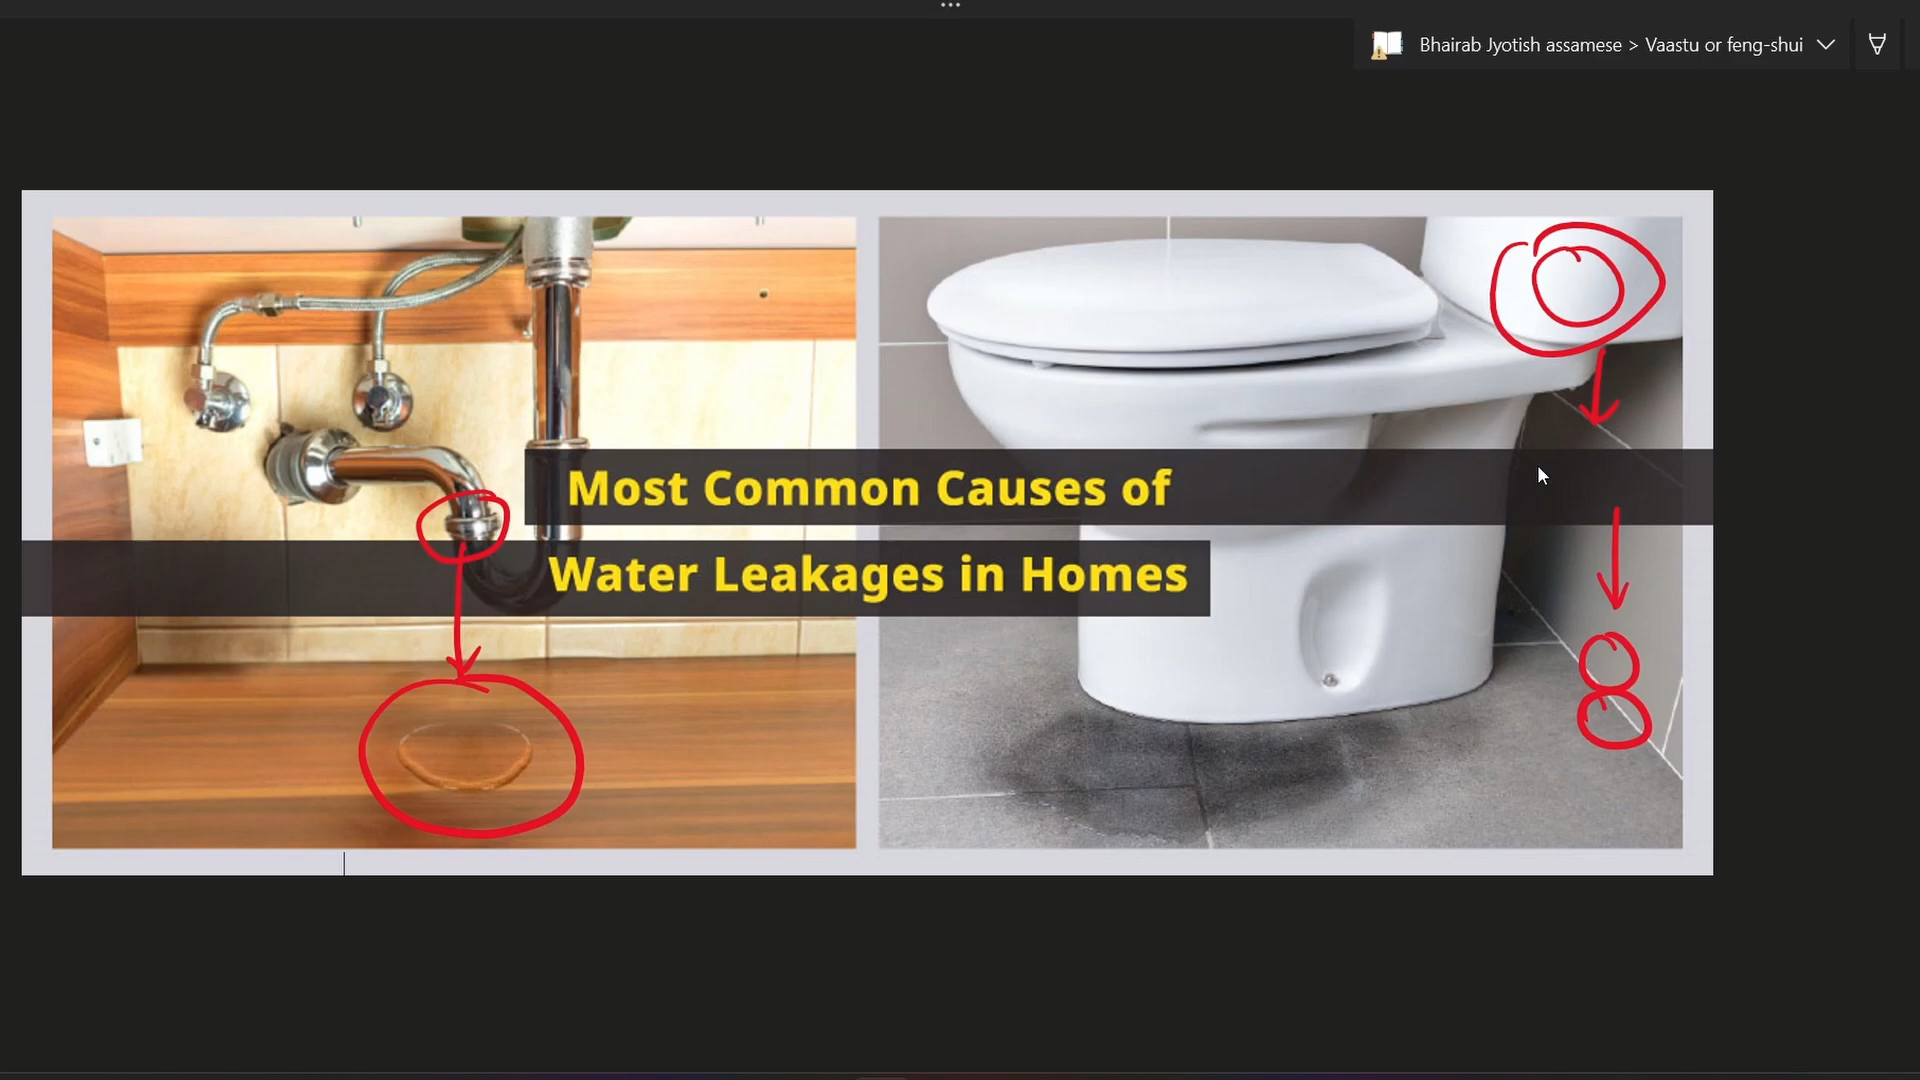 Bhairab Jyotish assamese > Vaastu or feng-shui
Most Common Causes of
Water Leakages in Homes